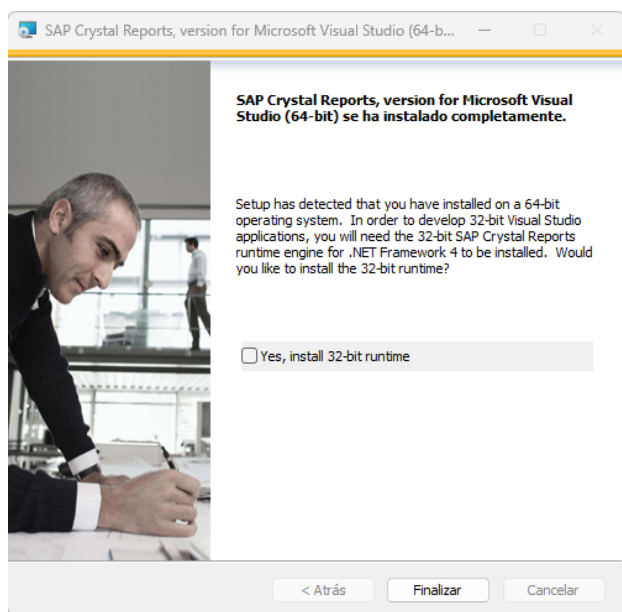 SAP Crystal Reports, version for Microsoft Visual Studio (64-b...
SAP Crystal Reports, version for Microsoft Visual
Studio (64-bit) se ha instalado completamente.
Setup has detected that you have installed on a 64-bit
operating system. In order to develop 32-bit Visual Studio
applications, you will need the 32-bit SAP Crystal Reports
runtime engine for .NET Framework 4 to be installed. Would
you like to install the 32-bit runtime?
Yes, install 32-bit runtime
< Atrás
Finalizar
Cancelar